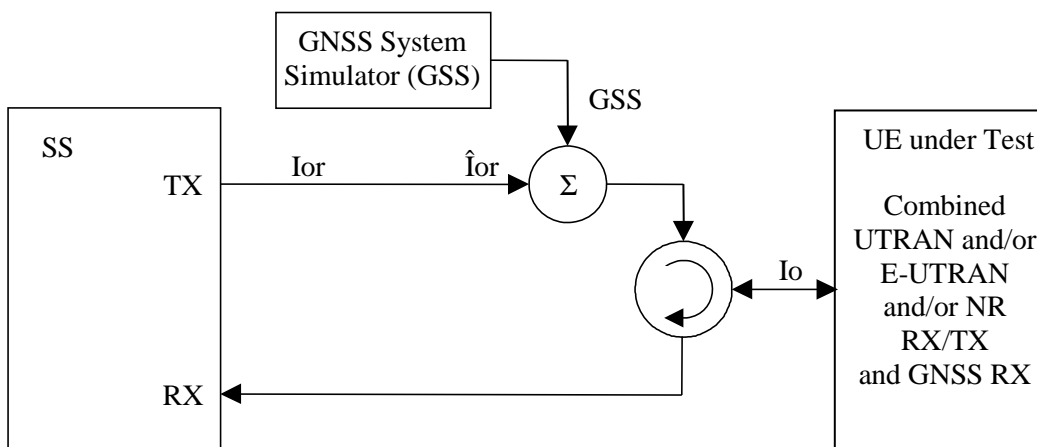 GNSS System
Simulator (GSS)
GSS
SS
TX
Ior
Îor
Σ
UE under Test
Combined
UTRAN and/or
E-UTRAN
and/or NR
RX/TX
and GNSS RX
Io
RX